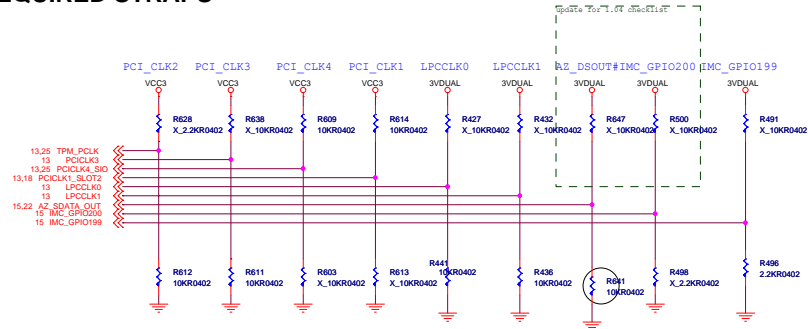 EQUIRED STRAPS
update for 1.04 checklist
PCI_CLK2 PCI_CLK3 PCI_CLK4 PCI_CLK1 LPCCLK0 LPCCLK1 AZ_DSOUT#IMC_GPIO200 IMC_GPIO199
VCC3 VCC3 VCC3 VCC3 3VDUAL 3VDUAL 3VDUAL 3VDUAL 3VDUAL
R628 R638 R609 R614 R427 R432 R647 R500 R491
X_2.2KR0402 X_10KR0402 10KR0402 10KR0402 X_10KR0402 X_10KR0402 X_10KR0402 X_10KR0402 X_10KR0402
13,25 TPM_PCLK
13 PCICLK3
13,25 PCICLK4_SIO
13,18 PCICLK1_SLOT2
13 LPCCLK0
13 LPCCLK1
15,22 AZ_SDATA_OUT
15 IMC_GPIO200
15 IMC_GPIO199
R612 R611 R603 R613 R441 R436 R641 R498 R496
10KR0402 10KR0402 X_10KR0402 X_10KR0402 10KR0402 10KR0402 10KR0402 X_2.2KR0402 2.2KR0402